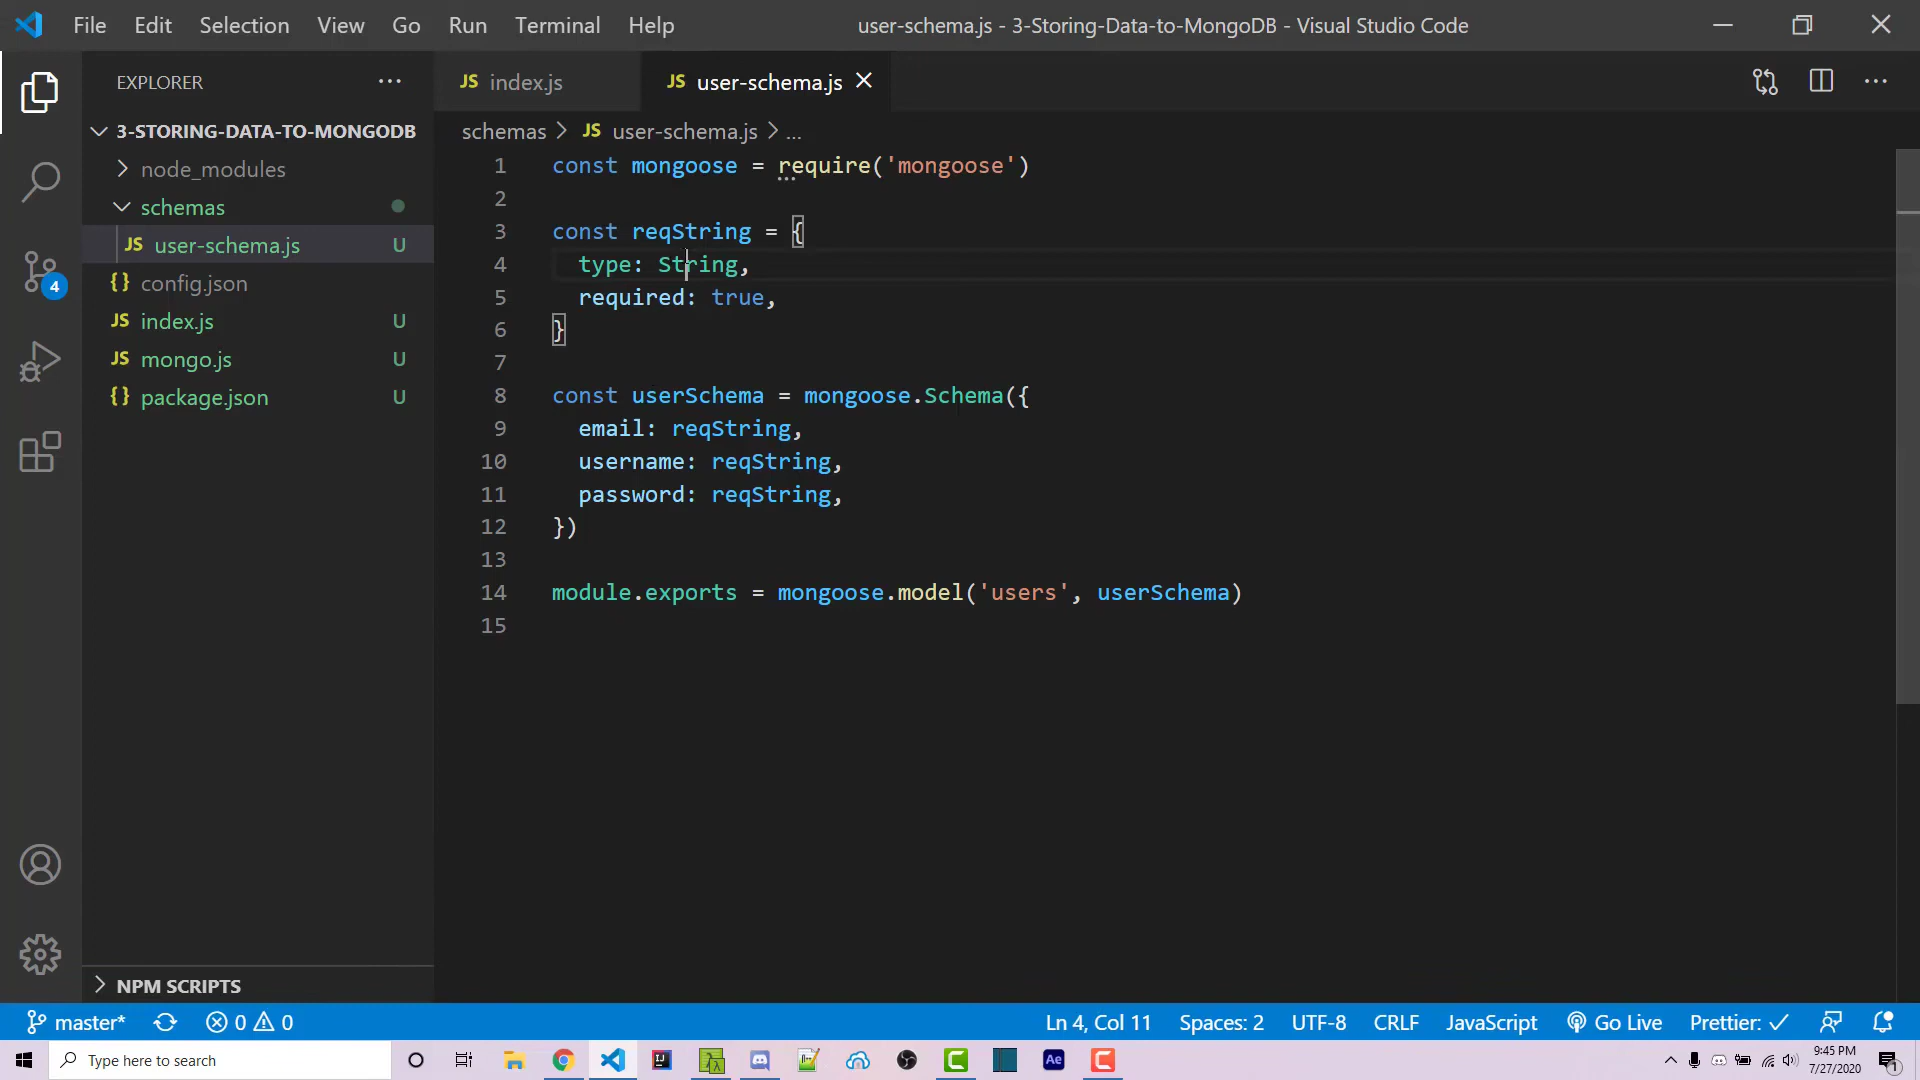 File Edit Selection View Go Run Terminal Help
user-schema.js - 3-Storing-Data-to-MongoDB - Visual Studio Code
EXPLORER
3-STORING-DATA-TO-MONGODB
node_modules
schemas
JS user-schema.js U
{} config.json
JS index.js U
JS mongo.js U
{} package.json U
4
NPM SCRIPTS
JS index.js
JS user-schema.js
schemas > JS user-schema.js > ...
1 const mongoose = require('mongoose')
2
3 const reqString = {
4 type: String,
5 required: true,
6 }
7
8 const userSchema = mongoose.Schema({
9 email: reqString,
10 username: reqString,
11 password: reqString,
12 })
13
14 module.exports = mongoose.model('users', userSchema)
15
master* 0 0 Ln 4, Col 11 Spaces: 2 UTF-8 CRLF JavaScript Go Live Prettier: ✓
Type here to search
IJ
Ae
9:45 PM
7/27/2020
1